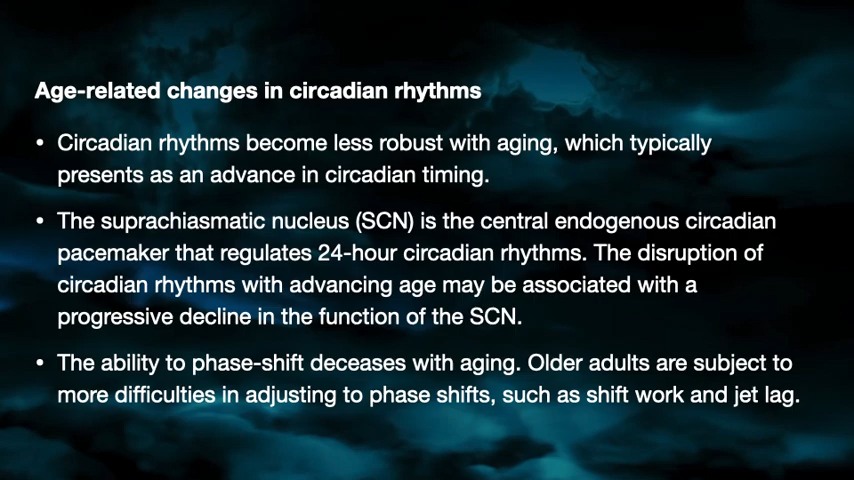 Age-related changes in circadian rhythms
• Circadian rhythms become less robust with aging, which typically
presents as an advance in circadian timing.
• The suprachiasmatic nucleus (SCN) is the central endogenous circadian
pacemaker that regulates 24-hour circadian rhythms. The disruption of
circadian rhythms with advancing age may be associated with a
progressive decline in the function of the SCN.
• The ability to phase-shift deceases with aging. Older adults are subject to
more difficulties in adjusting to phase shifts, such as shift work and jet lag.